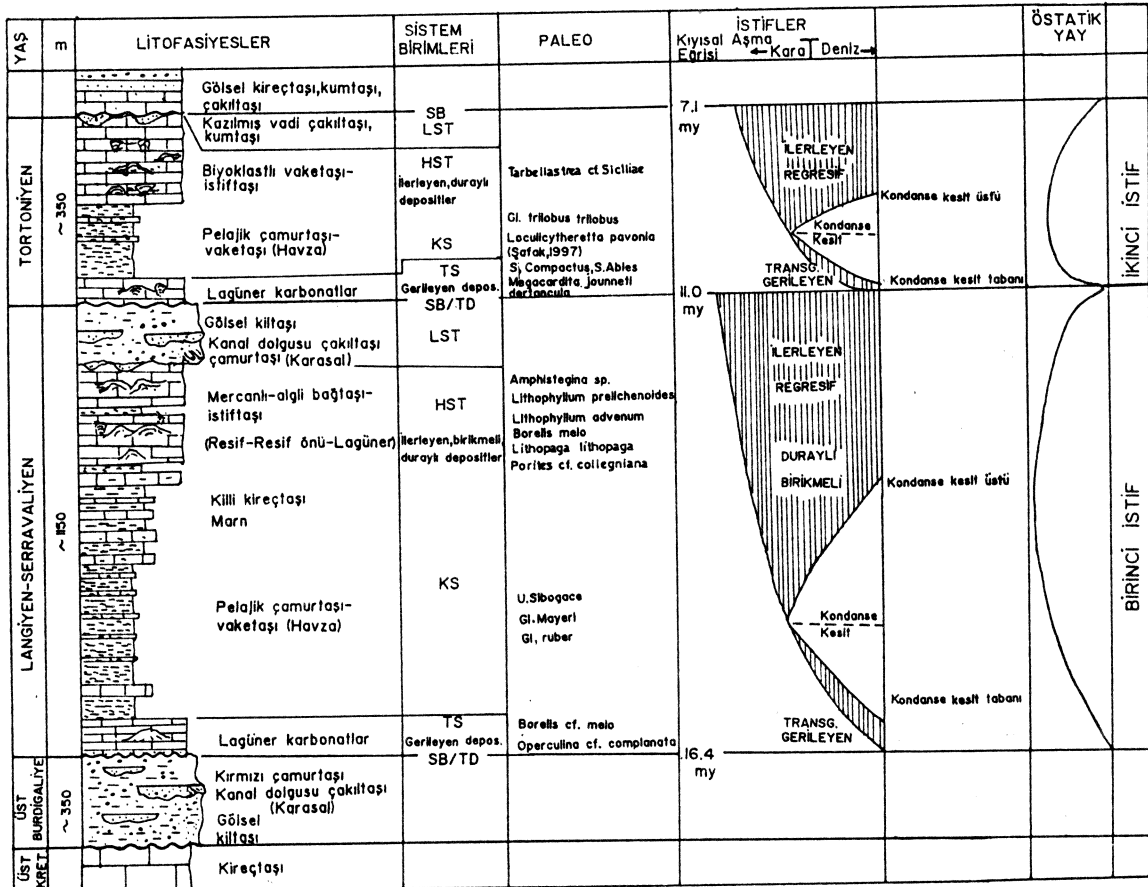 YAŞ
m
LİTOFASİYESLER
SİSTEM
BİRİMLERİ
PALEO
İSTİFLER
Kıyısal Aşma
Eğrisi
Kara
Deniz
ÖSTATİK
YAY
Gölsel kireçtaşı,kumtaşı,
çakıltaşı
Kazılmış vadi çakıltaşı,
kumtaşı
SB
LST
7.1
my
TORTONİYEN
~350
Biyoklastlı vaketaşı-
istiftaşı
HST
İlerleyen,duraylı
depositler
Tarbellastrea cf. Siciliae
İLERLEYEN
REGRESİF
Kondanse kesit üstü
İKİNCİ İSTİF
Pelajik çamurtaşı-
vaketaşı (Havza)
KS
Gl. trilobus trilobus
Loculicytheretta pavonia
(Şafak,1997)
Kondanse
Kesit
TS
Gerileyen depos.
S. Compactus, S.Ables
Megacardita jounneti
dertoncula
TRANSG.
GERİLEYEN
Kondanse kesit tabanı
Lagüner karbonatlar
SB/TD
11.0
my
Gölsel kiltaşı
Kanal dolgusu çakıltaşı
çamurtaşı (Karasal)
LST
LANGİYEN-SERRAVALİYEN
~1150
Mercanlı-algli bağtaşı-
istiftaşı
(Resif-Resif önü-Lagüner)
HST
İlerleyen,birikmeli,
duraylı depositler
Amphistegina sp.
Lithophyllum prelichenoides
Lithophyllum advenum
Borelis melo
Lithopaga lithopaga
Porites cf. collegniana
İLERLEYEN
REGRESİF
DURAYLI
BİRİKMELİ
Kondanse kesit üstü
BİRİNCİ İSTİF
Killi kireçtaşı
Marn
Pelajik çamurtaşı-
vaketaşı (Havza)
KS
U.Sibogace
Gl.Mayeri
Gl, ruber
Kondanse
Kesit
Kondanse kesit tabanı
Lagüner karbonatlar
TS
Gerileyen depos.
SB/TD
Borelis cf. melo
Operculina cf. complanata
TRANSG.
GERİLEYEN
16.4
my
ÜST
BURDİGALİYE
~350
Kırmızı çamurtaşı
Kanal dolgusu çakıltaşı
(Karasal)
Gölsel
kiltaşı
ÜST
KRET
Kireçtaşı